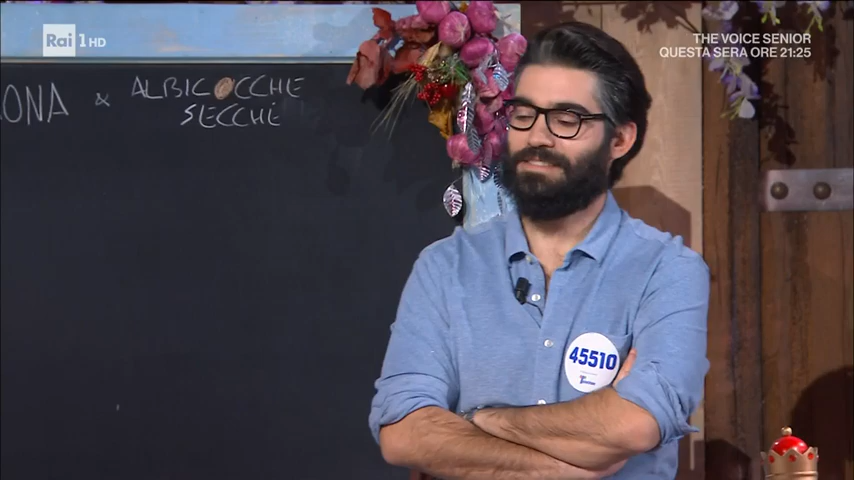 Rai 1 HD
THE VOICE SENIOR
QUESTA SERA ORE 21:25
ONA & ALBICOCCHE
SECCHE
45510